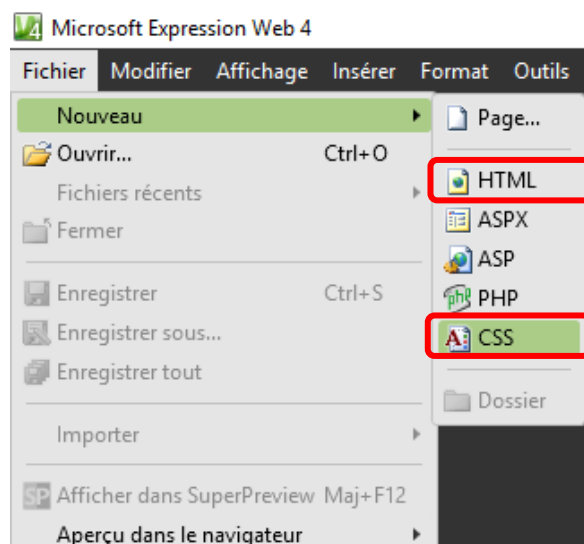 Microsoft Expression Web 4
Fichier Modifier Affichage Insérer Format Outils
Nouveau
Ouvrir... Ctrl+O
Fichiers récents
Fermer
Enregistrer Ctrl+S
Enregistrer sous...
Enregistrer tout
Importer
SP Afficher dans SuperPreview Maj+F12
Aperçu dans le navigateur
Page...
HTML
ASPX
ASP
php PHP
CSS
Dossier